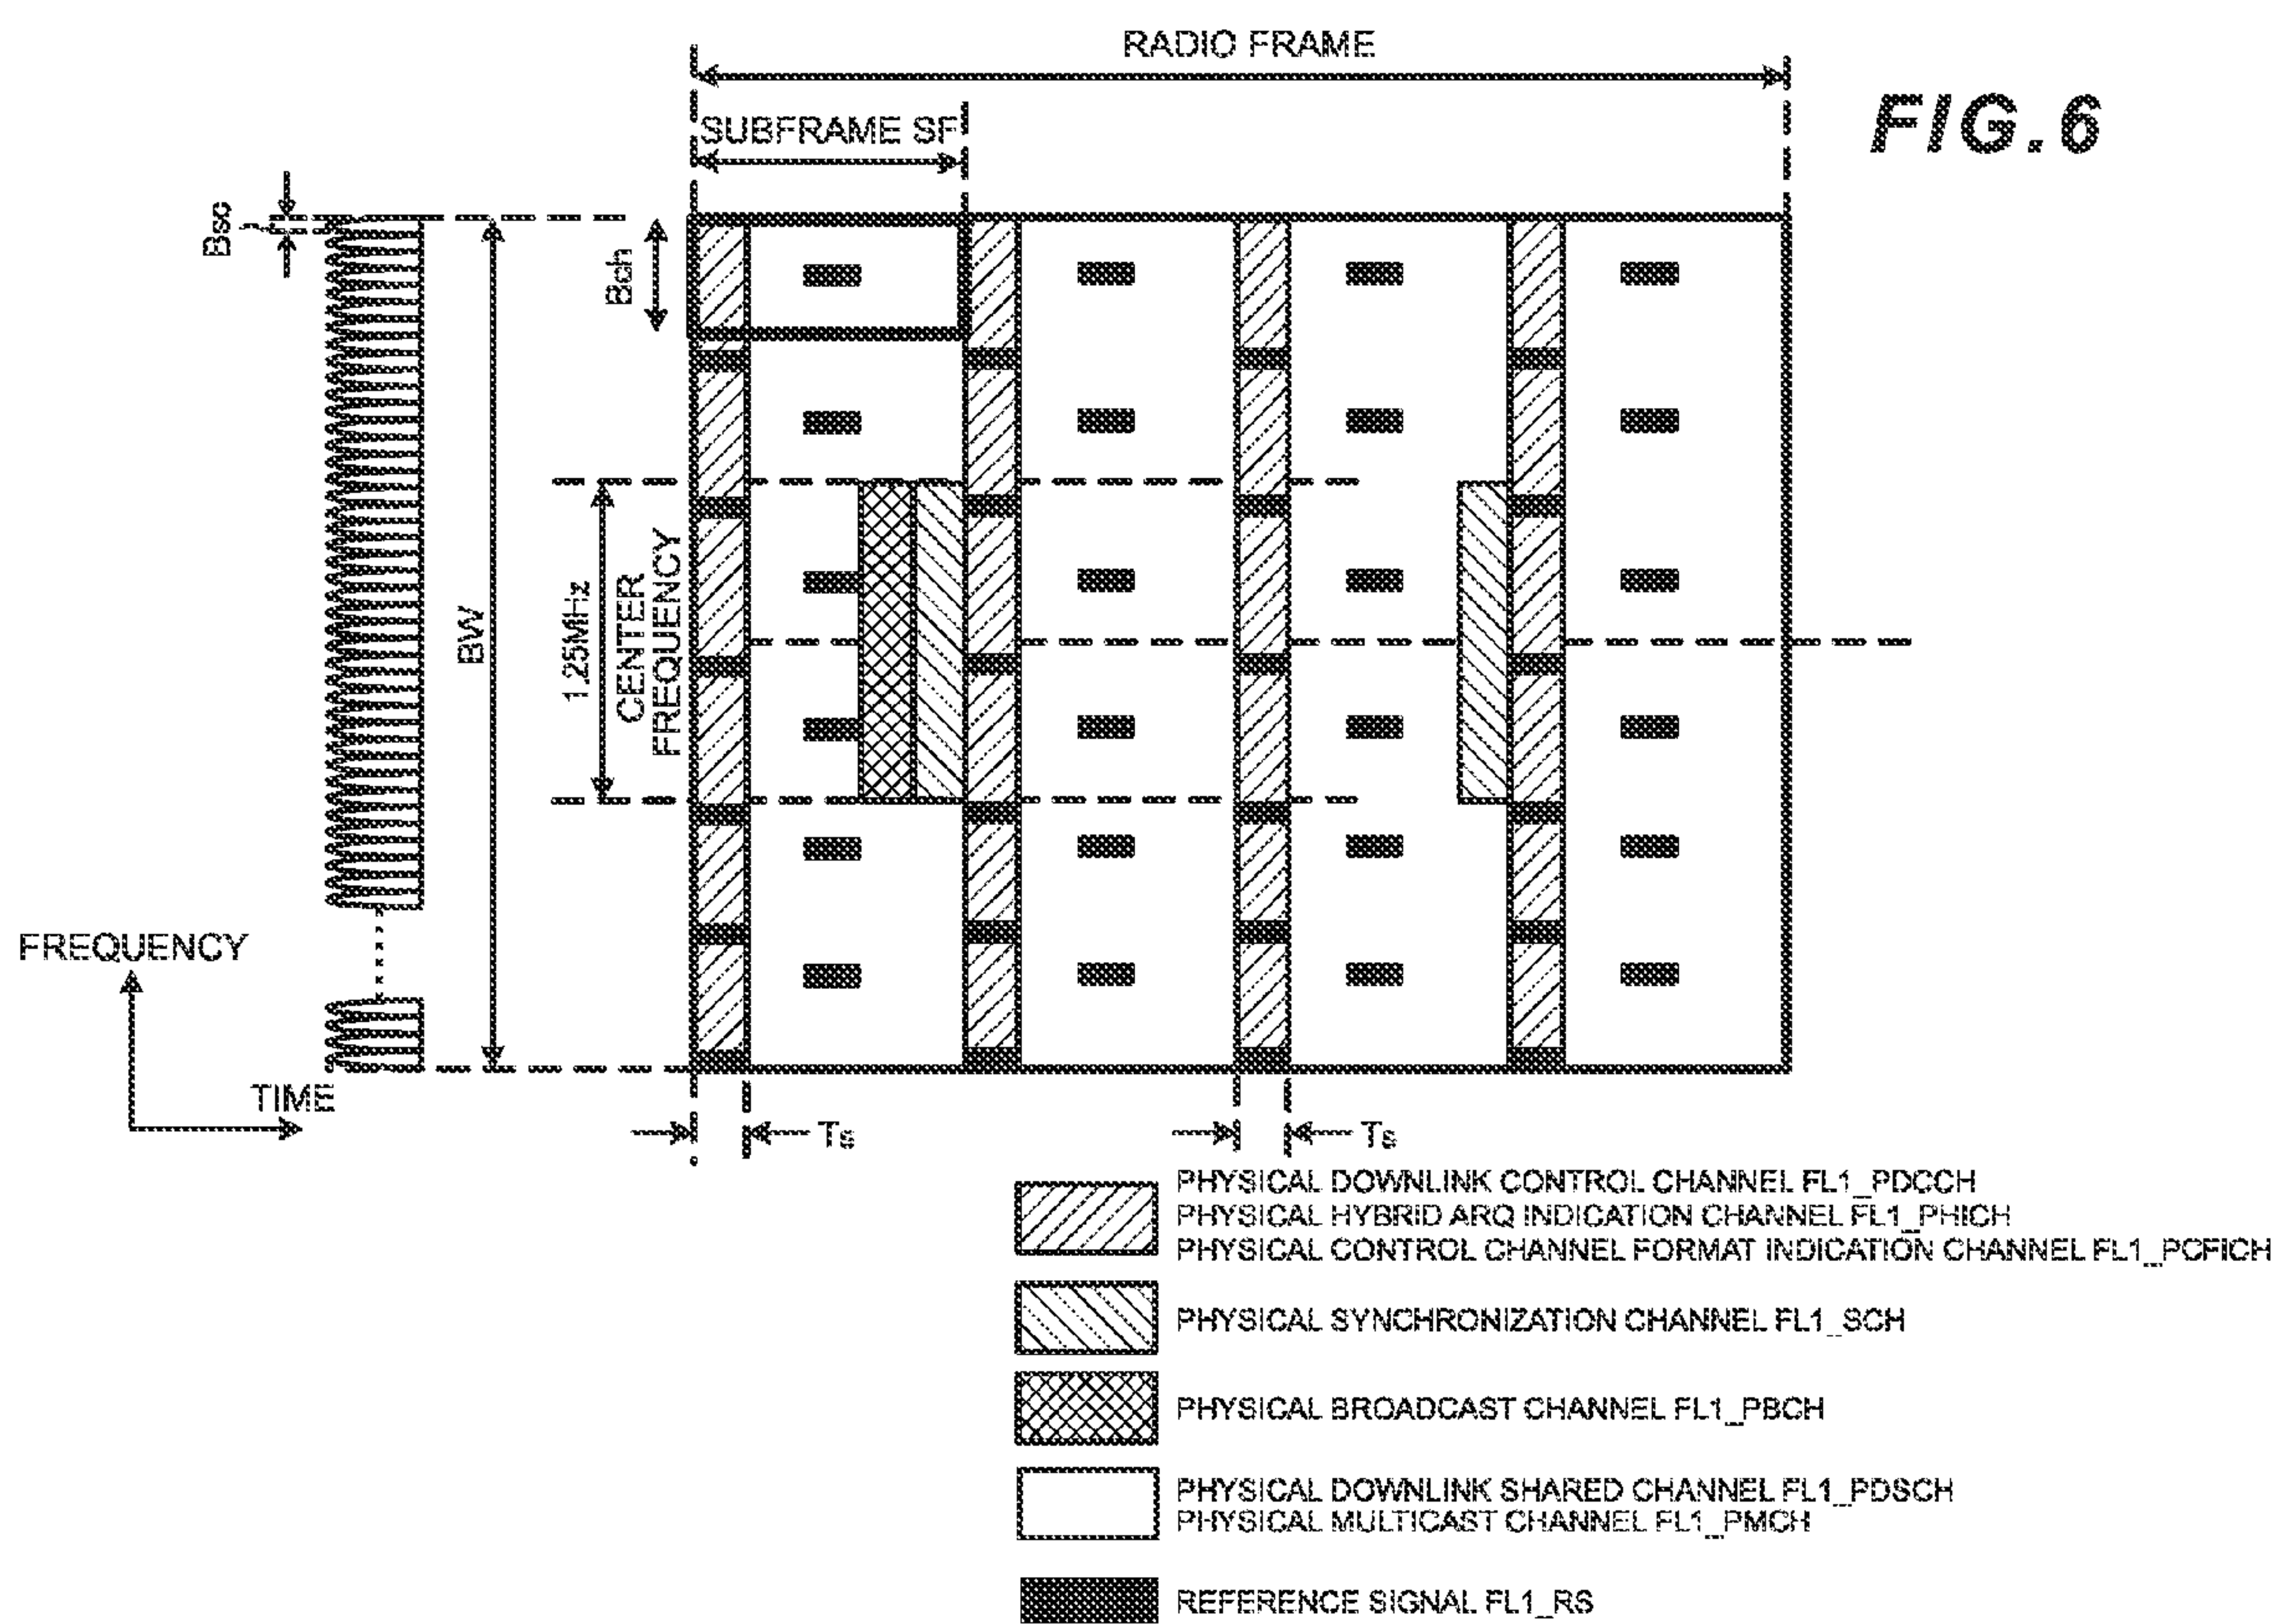 RADIO FRAME
FIG.6
SUBFRAME SF
Bsc
Bch
BW
1.25MHz
CENTER
FREQUENCY
FREQUENCY
TIME
Ts
Ts
PHYSICAL DOWNLINK CONTROL CHANNEL FL1_PDCCH
PHYSICAL HYBRID ARQ INDICATION CHANNEL FL1_PHICH
PHYSICAL CONTROL CHANNEL FORMAT INDICATION CHANNEL FL1_PCFICH
PHYSICAL SYNCHRONIZATION CHANNEL FL1_SCH
PHYSICAL BROADCAST CHANNEL FL1_PBCH
PHYSICAL DOWNLINK SHARED CHANNEL FL1_PDSCH
PHYSICAL MULTICAST CHANNEL FL1_PMCH
REFERENCE SIGNAL FL1_RS